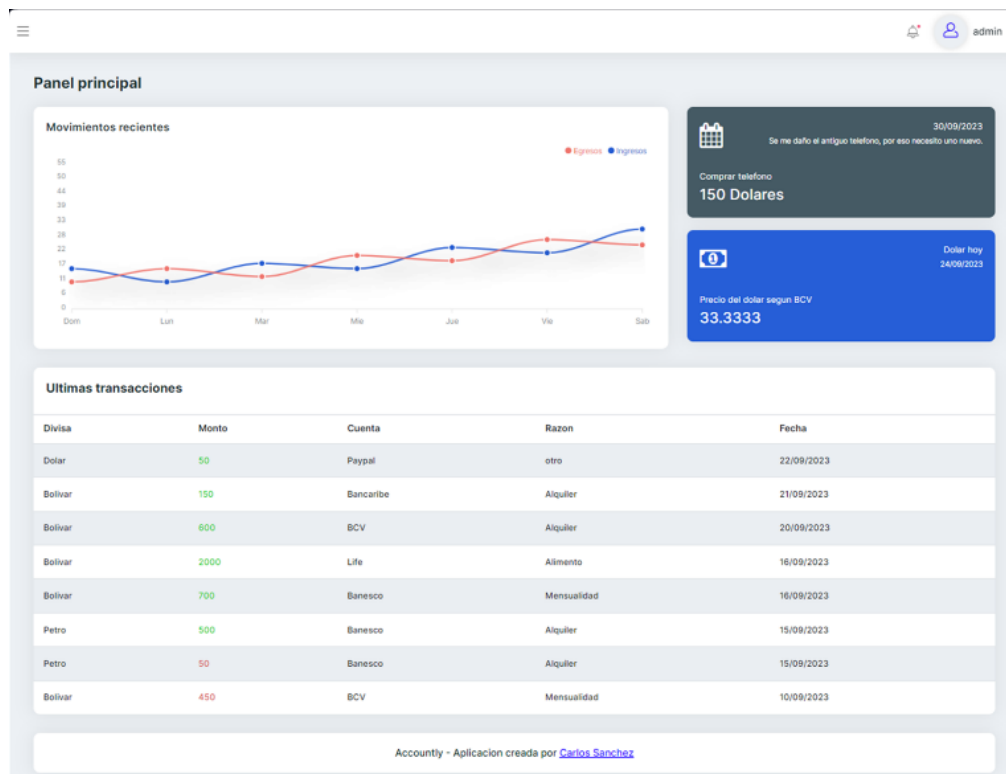 admin
Panel principal
Movimientos recientes
Egresos Ingresos
55
50
44
39
33
28
22
17
11
6
0
Dom Lun Mar Mie Jue Vie Sab
30/09/2023
Se me daño el antiguo telefono, por eso necesito uno nuevo.
Comprar telefono
150 Dolares
Dolar hoy
24/09/2023
Precio del dolar segun BCV
33.3333
Ultimas transacciones
Divisa Monto Cuenta Razon Fecha
Dolar 50 Paypal otro 22/09/2023
Bolivar 150 Bancaribe Alquiler 21/09/2023
Bolivar 600 BCV Alquiler 20/09/2023
Bolivar 2000 Life Alimento 16/09/2023
Bolivar 700 Banesco Mensualidad 16/09/2023
Petro 500 Banesco Alquiler 15/09/2023
Petro 50 Banesco Alquiler 15/09/2023
Bolivar 450 BCV Mensualidad 10/09/2023
Accountly - Aplicacion creada por Carlos Sanchez